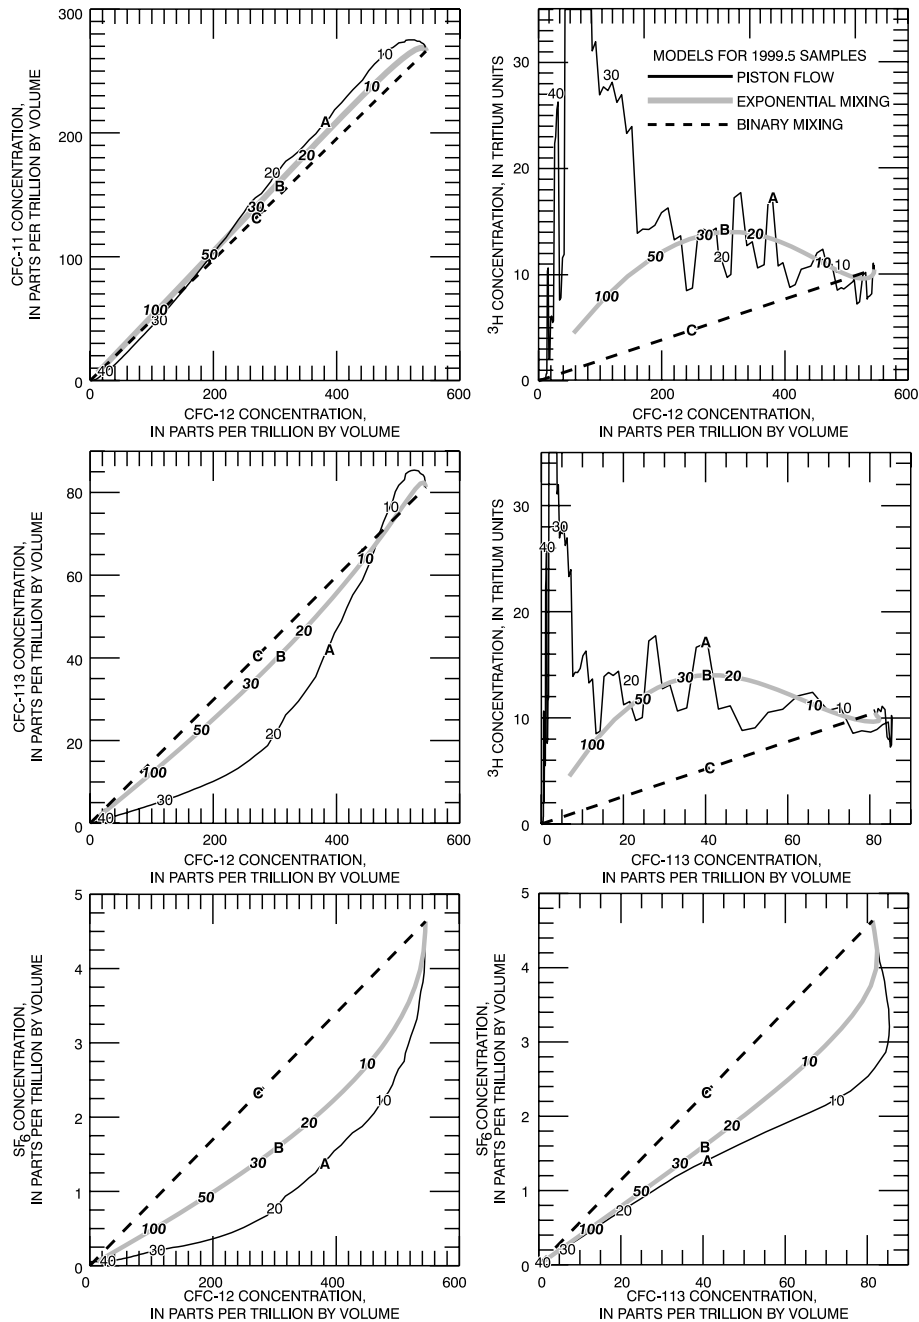 300
200
100
0
0
200
400
600
CFC-11 CONCENTRATION,
IN PARTS PER TRILLION BY VOLUME
CFC-12 CONCENTRATION,
IN PARTS PER TRILLION BY VOLUME
10
10
A
20
20
B
30
C
50
100
30
40
MODELS FOR 1999.5 SAMPLES
PISTON FLOW
EXPONENTIAL MIXING
BINARY MIXING
30
20
10
0
0
200
400
600
3H CONCENTRATION, IN TRITIUM UNITS
CFC-12 CONCENTRATION,
IN PARTS PER TRILLION BY VOLUME
40
30
A
B
30
20
20
50
10
10
100
C
80
60
40
20
0
0
200
400
600
CFC-113 CONCENTRATION,
IN PARTS PER TRILLION BY VOLUME
CFC-12 CONCENTRATION,
IN PARTS PER TRILLION BY VOLUME
10
10
20
C
B
A
30
50
20
100
30
40
30
20
10
0
0
20
40
60
80
3H CONCENTRATION, IN TRITIUM UNITS
CFC-113 CONCENTRATION,
IN PARTS PER TRILLION BY VOLUME
30
40
A
20
30
B
20
50
10
10
100
C
5
4
3
2
1
0
0
200
400
600
SF6 CONCENTRATION,
IN PARTS PER TRILLION BY VOLUME
CFC-12 CONCENTRATION,
IN PARTS PER TRILLION BY VOLUME
10
C
10
20
B
30
A
50
20
100
30
40
5
4
3
2
1
0
0
20
40
60
80
SF6 CONCENTRATION,
IN PARTS PER TRILLION BY VOLUME
CFC-113 CONCENTRATION,
IN PARTS PER TRILLION BY VOLUME
10
C
10
20
B
30
A
50
20
100
30
40